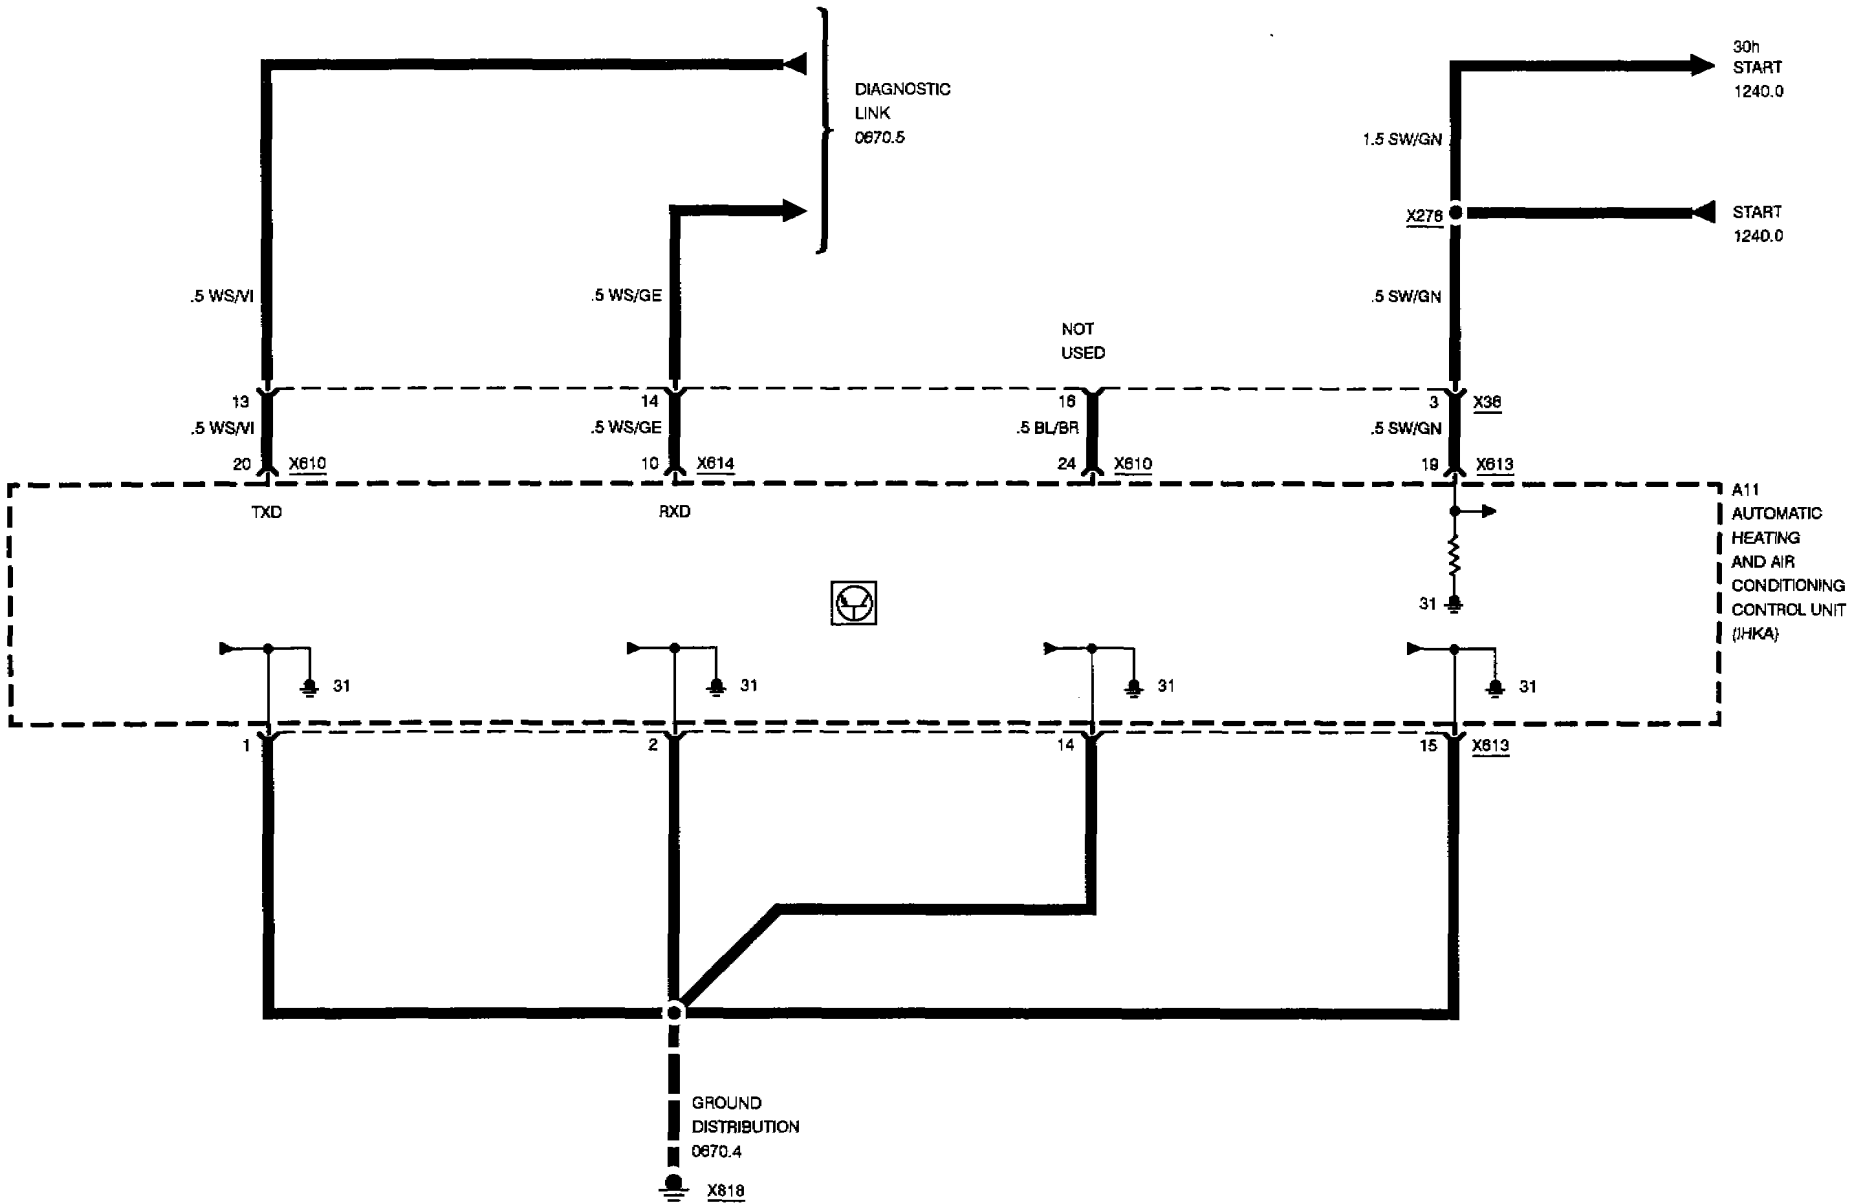 30h
START
1240.0
DIAGNOSTIC
LINK
0670.5
1.5 SW/GN
X276
START
1240.0
.5 WS/VI
.5 WS/GE
.5 SW/GN
NOT
USED
13
14
16
3
X36
.5 WS/VI
.5 WS/GE
.5 BL/BR
.5 SW/GN
20
X610
10
X614
24
X610
19
X613
TXD
RXD
A11
AUTOMATIC
HEATING
AND AIR
CONDITIONING
CONTROL UNIT
(IHKA)
31
31
31
31
31
1
2
14
15
X613
GROUND
DISTRIBUTION
0670.4
X818